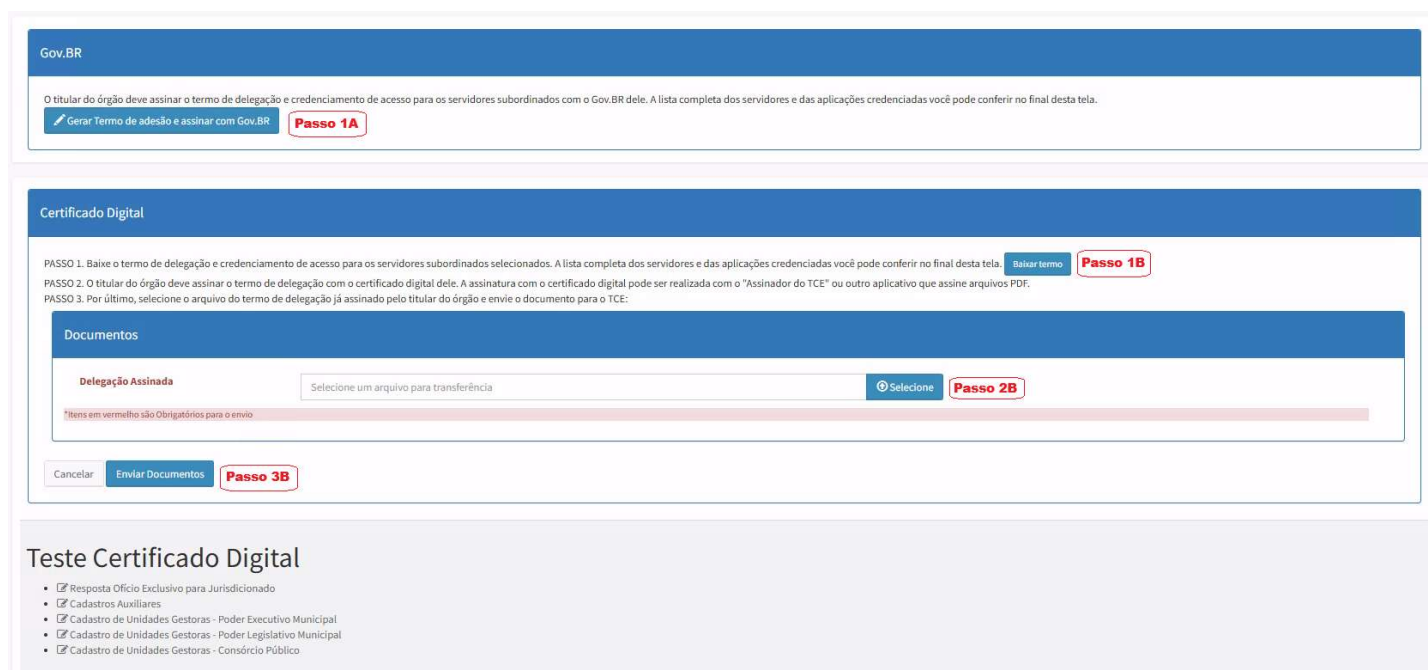 Gov.BR
O titular do órgão deve assinar o termo de delegação e credenciamento de acesso para os servidores subordinados com o Gov.BR dele. A lista completa dos servidores e das aplicações credenciadas você pode conferir no final desta tela.
Gerar Termo de adesão e assinar com Gov.BR Passo 1A
Certificado Digital
PASSO 1. Baixe o termo de delegação e credenciamento de acesso para os servidores subordinados selecionados. A lista completa dos servidores e das aplicações credenciadas você pode conferir no final desta tela. Baixar termo Passo 1B
PASSO 2. O titular do órgão deve assinar o termo de delegação com o certificado digital dele. A assinatura com o certificado digital pode ser realizada com o "Assinador do TCE" ou outro aplicativo que assine arquivos PDF.
PASSO 3. Por último, selecione o arquivo do termo de delegação já assinado pelo titular do órgão e envie o documento para o TCE:
Documentos
Delegação Assinada Selecione um arquivo para transferência Selecione Passo 2B
*Itens em vermelho são Obrigatórios para o envio
Cancelar Enviar Documentos Passo 3B
Teste Certificado Digital
Resposta Ofício Exclusivo para Jurisdicionado
Cadastros Auxiliares
Cadastro de Unidades Gestoras - Poder Executivo Municipal
Cadastro de Unidades Gestoras - Poder Legislativo Municipal
Cadastro de Unidades Gestoras - Consórcio Público